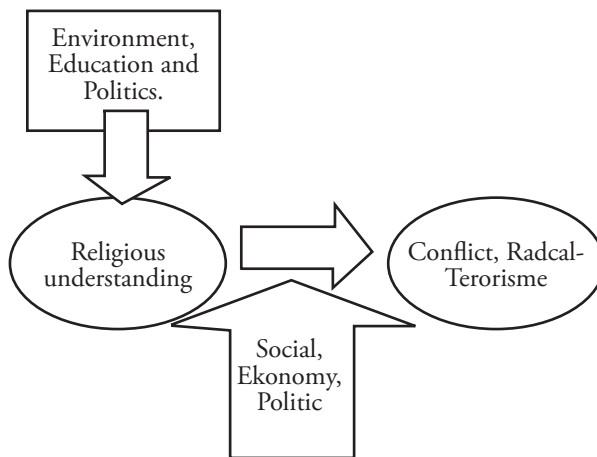 Environment,
Education and
Politics.
Religious
understanding
Conflict, Radcal-
Terorisme
Social,
Ekonomy,
Politic